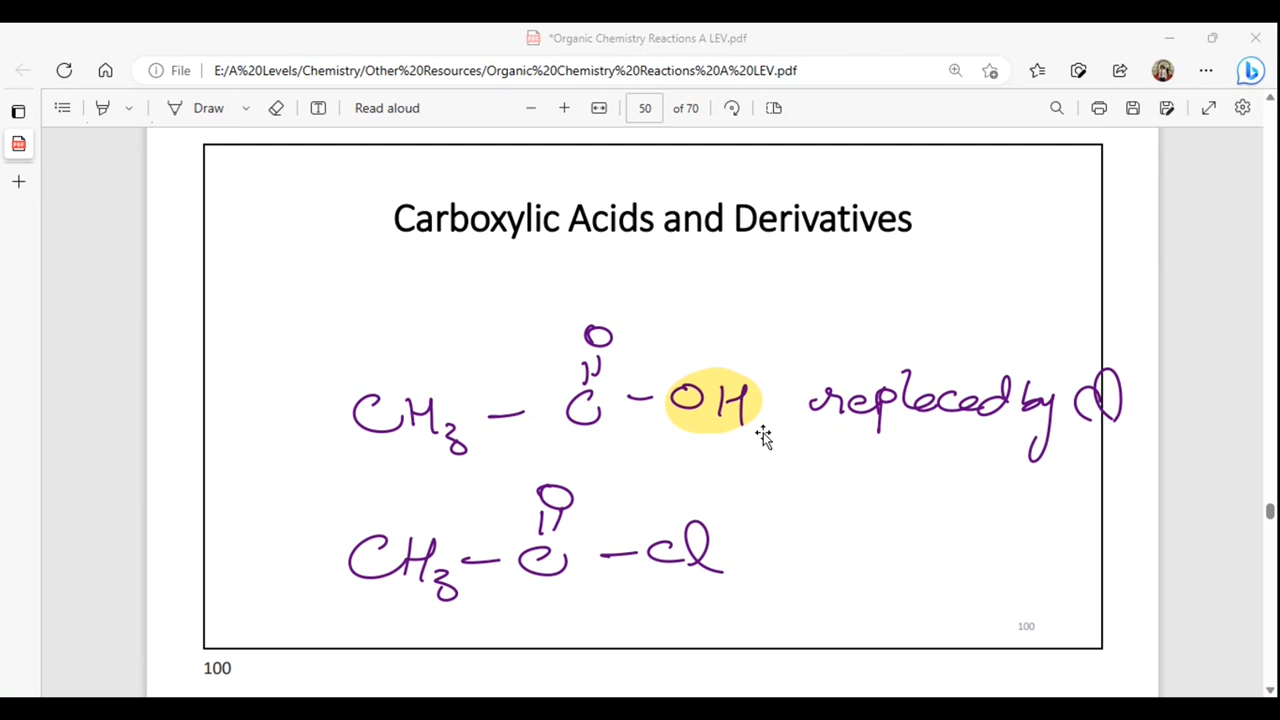 *Organic Chemistry Reactions A LEV.pdf
File E:/A%20Levels/Chemistry/Other%20Resources/Organic%20Chemistry%20Reactions%20A%20LEV.pdf
Draw Read aloud 50 of 70
Carboxylic Acids and Derivatives
O
CH3 - C - OH replaced by Cl
O
CH3 - C - Cl
100
100